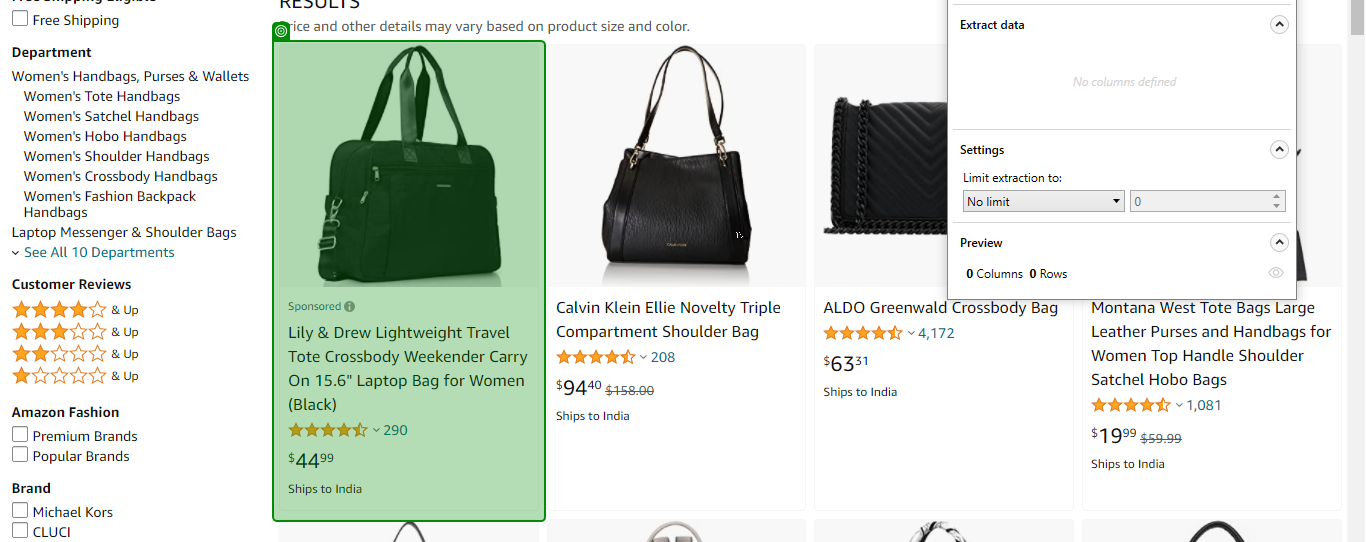 Free Shipping
Department
Women's Handbags, Purses & Wallets
Women's Tote Handbags
Women's Satchel Handbags
Women's Hobo Handbags
Women's Shoulder Handbags
Women's Crossbody Handbags
Women's Fashion Backpack
Handbags
Laptop Messenger & Shoulder Bags
See All 10 Departments
Customer Reviews
& Up
& Up
& Up
& Up
Amazon Fashion
Premium Brands
Popular Brands
Brand
Michael Kors
CLUCI
RESULTS
rice and other details may vary based on product size and color.
Sponsored
Lily & Drew Lightweight Travel
Tote Crossbody Weekender Carry
On 15.6" Laptop Bag for Women
(Black)
290
$44 99
Ships to India
Calvin Klein Ellie Novelty Triple
Compartment Shoulder Bag
208
$94 40 $158.00
Ships to India
ALDO Greenwald Crossbody Bag
4,172
$63 31
Ships to India
Montana West Tote Bags Large
Leather Purses and Handbags for
Women Top Handle Shoulder
Satchel Hobo Bags
1,081
$19 99 $59.99
Ships to India
Extract data
No columns defined
Settings
Limit extraction to:
No limit 0
Preview
0 Columns 0 Rows